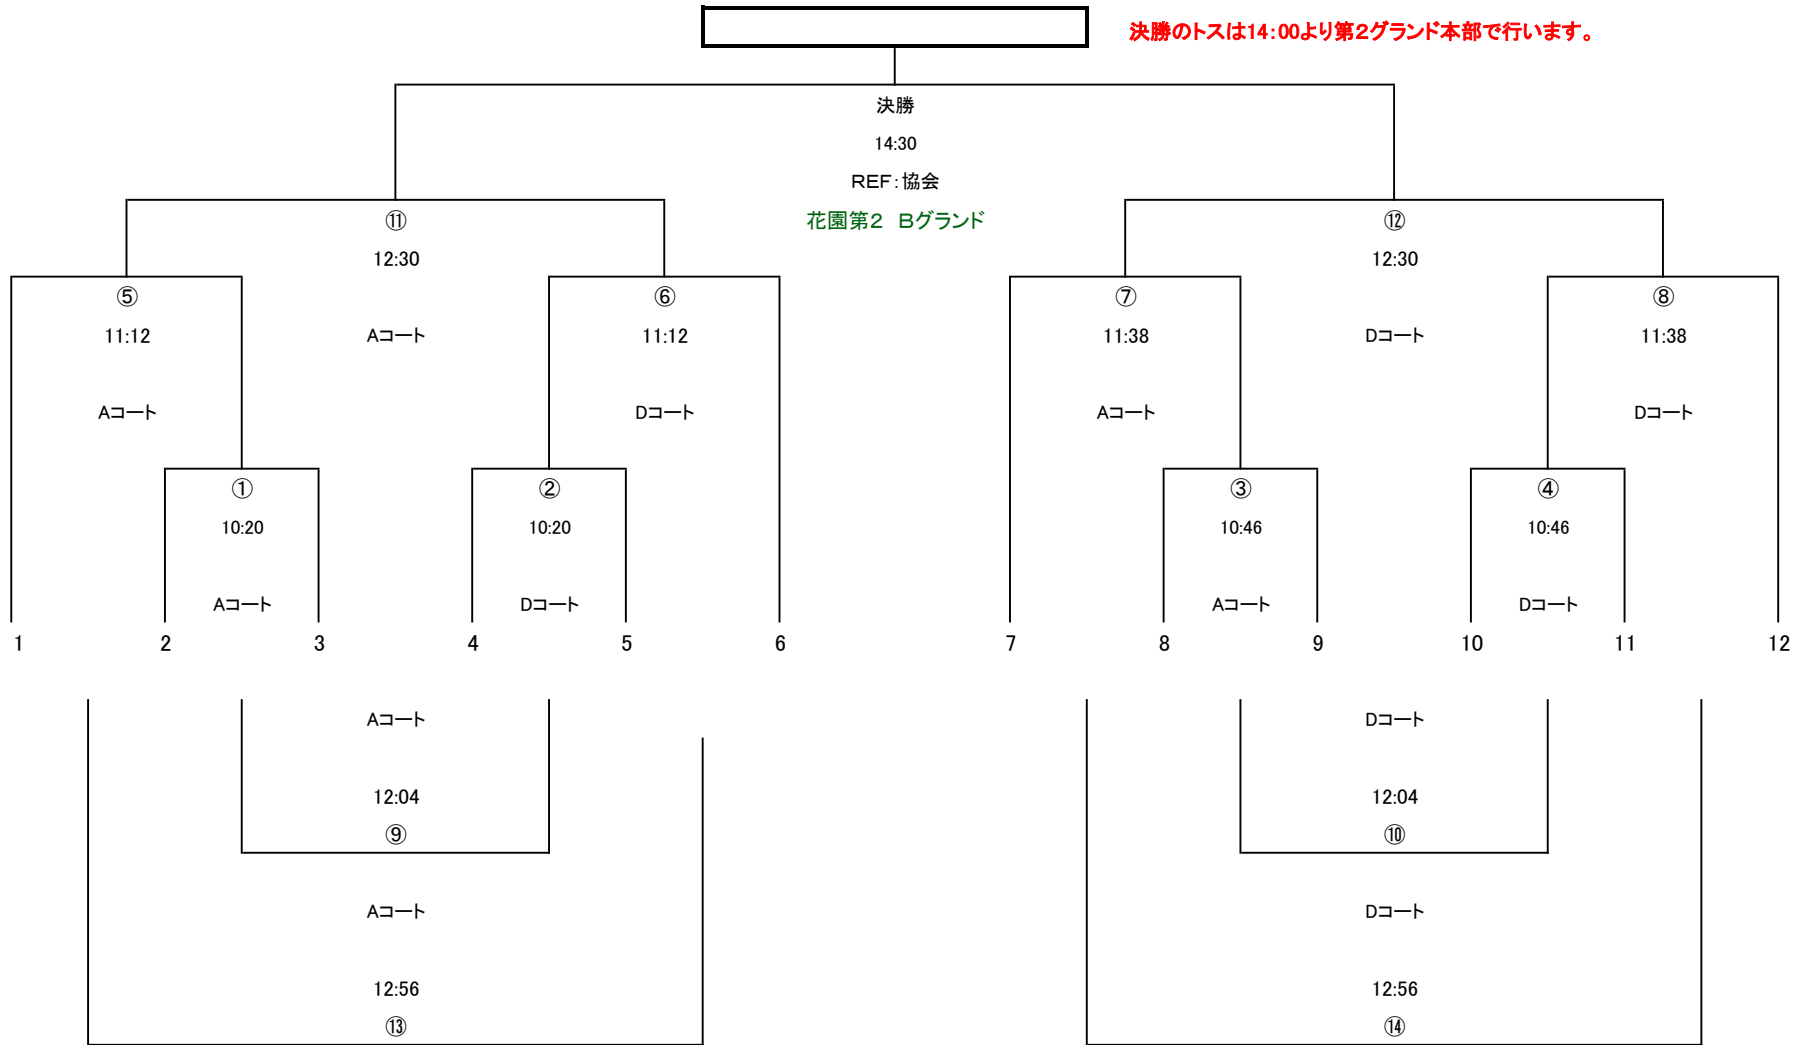 決勝のトスは14：00より第２グランド本部で行います。
決勝
14:30
ＲＥＦ：協会
花園第２　Ｂグランド
⑪
⑫
12:30
12:30
⑤
⑥
⑦
⑧
11:12
Aコート
11:12
11:38
Dコート
11:38
Aコート
Dコート
Aコート
Dコート
①
②
③
④
10:20
10:20
10:46
10:46
Aコート
Dコート
Aコート
Dコート
1
2
3
4
5
6
7
8
9
10
11
12
Aコート
Dコート
12:04
12:04
⑨
⑩
Aコート
Dコート
12:56
12:56
⑬
⑭